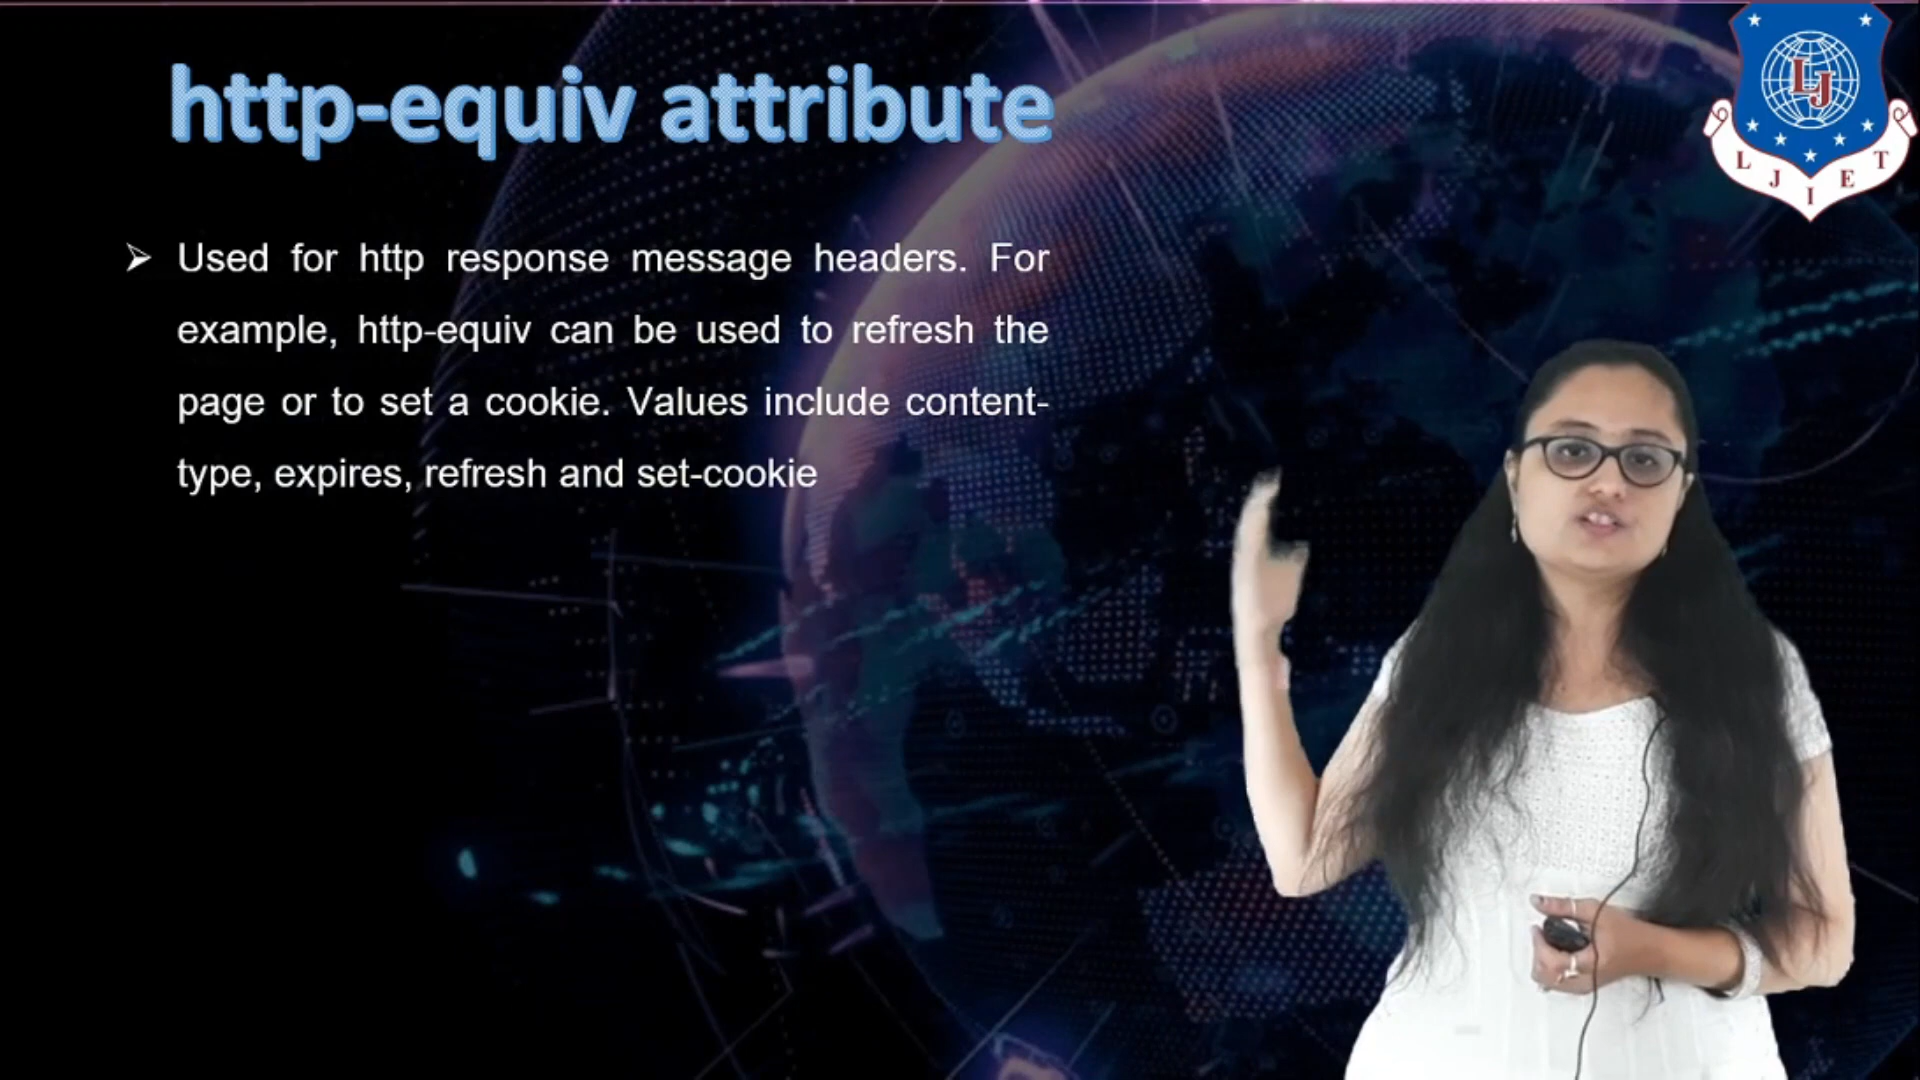 http-equiv attribute
Used for http response message headers. For
example, http-equiv can be used to refresh the
page or to set a cookie. Values include content-
type, expires, refresh and set-cookie
LJ
L J I E T